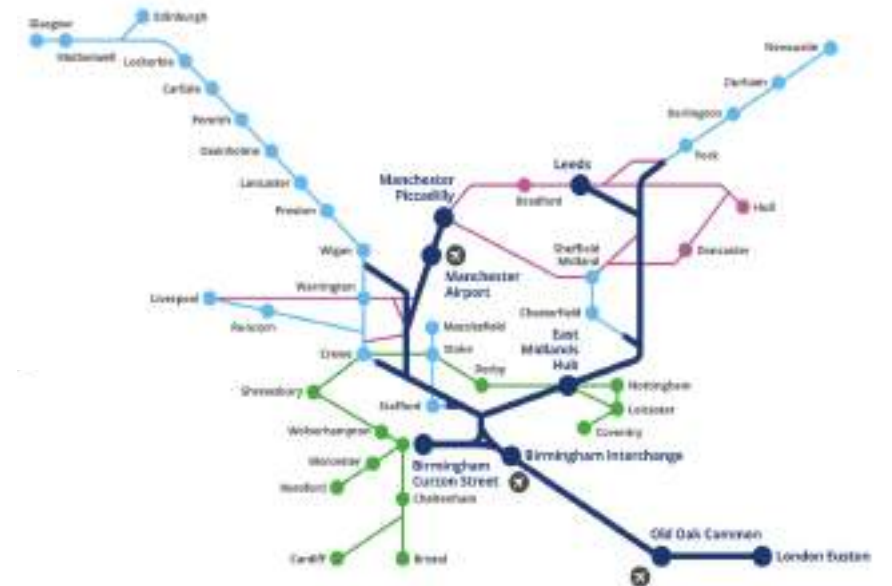 Edinburgh
Glasgow
Motherwell
Lockerbie
Carlisle
Penrith
Oxenholme
Lancaster
Preston
Wigan
Warrington
Liverpool
Runcorn
Crewe
Newcastle
Durham
Darlington
York
Leeds
Manchester
Piccadilly
Bradford
Hull
Doncaster
Manchester
Airport
Sheffield
Midland
Chesterfield
Macclesfield
Stoke
East
Midlands
Hub
Derby
Nottingham
Leicester
Coventry
Shrewsbury
Stafford
Wolverhampton
Worcester
Hereford
Birmingham
Curzon Street
Birmingham Interchange
Cheltenham
Cardiff
Bristol
Old Oak Common
London Euston